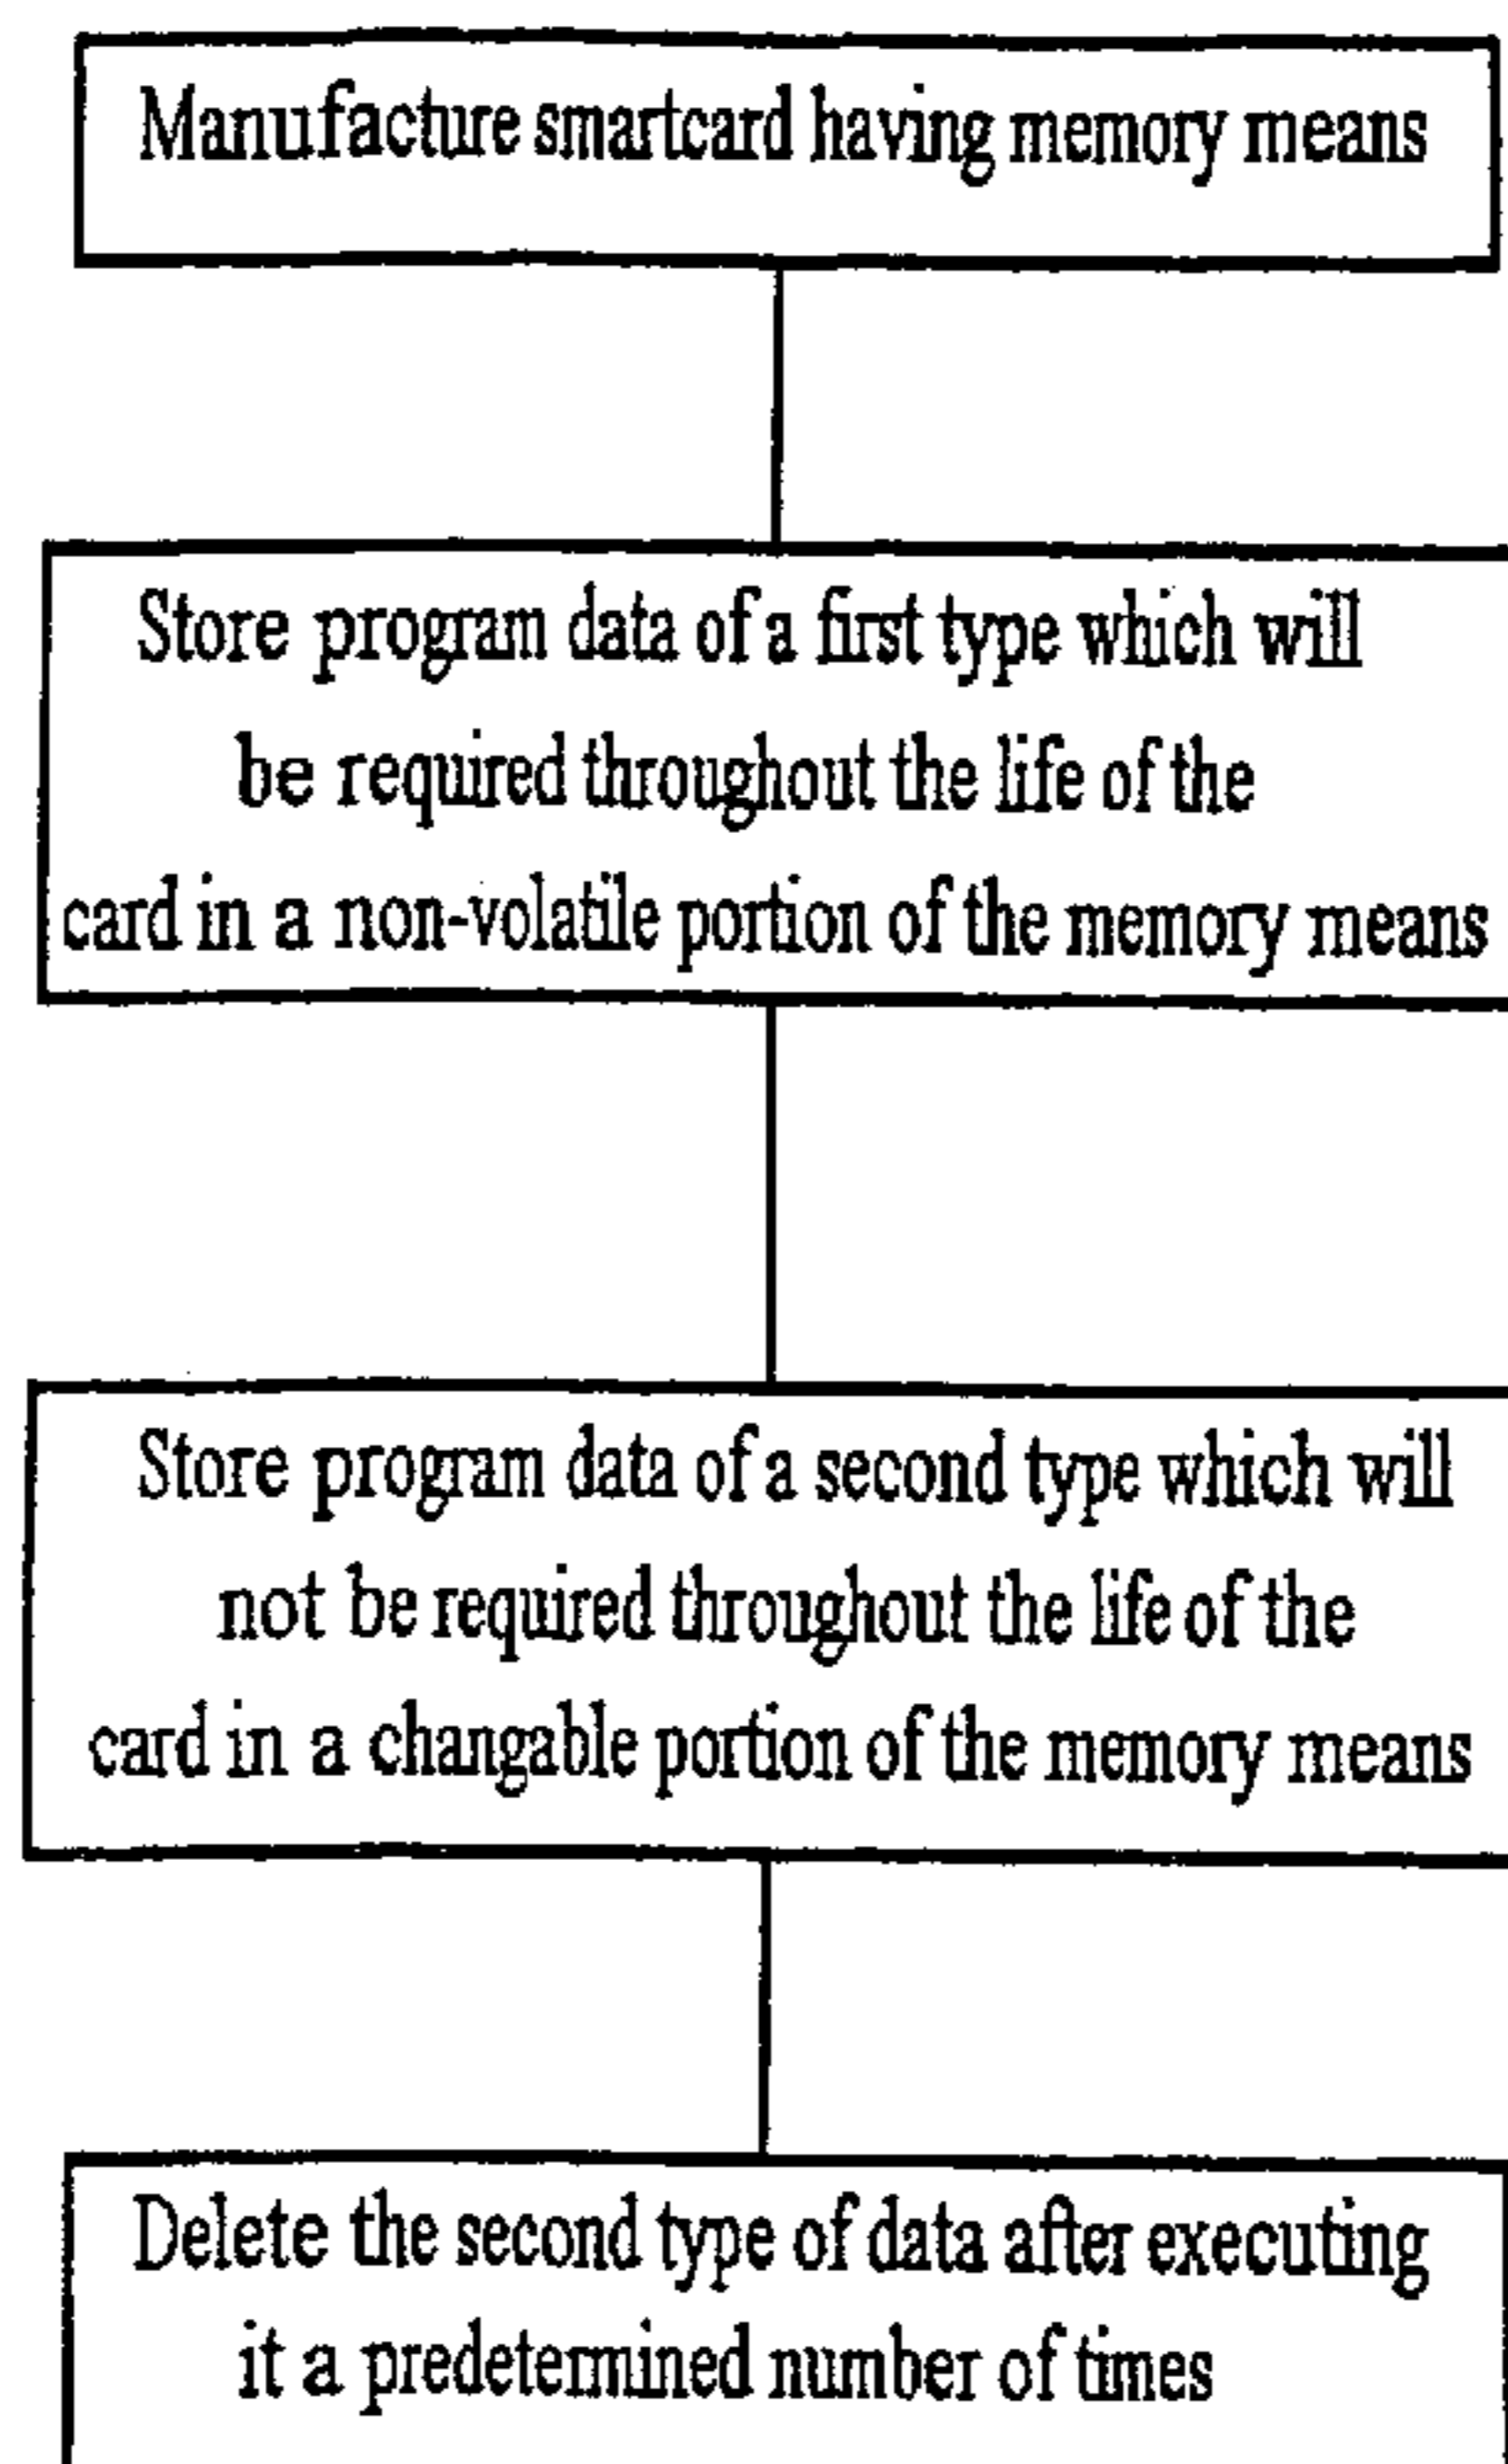 Manufacture smartcard having memory means
Store program data of a first type which will
be required throughout the life of the
card in a non-volatile portion of the memory means
Store program data of a second type which will
not be required throughout the life of the
card in a changable portion of the memory means
Delete the second type of data after executing
it a predetermined number of times